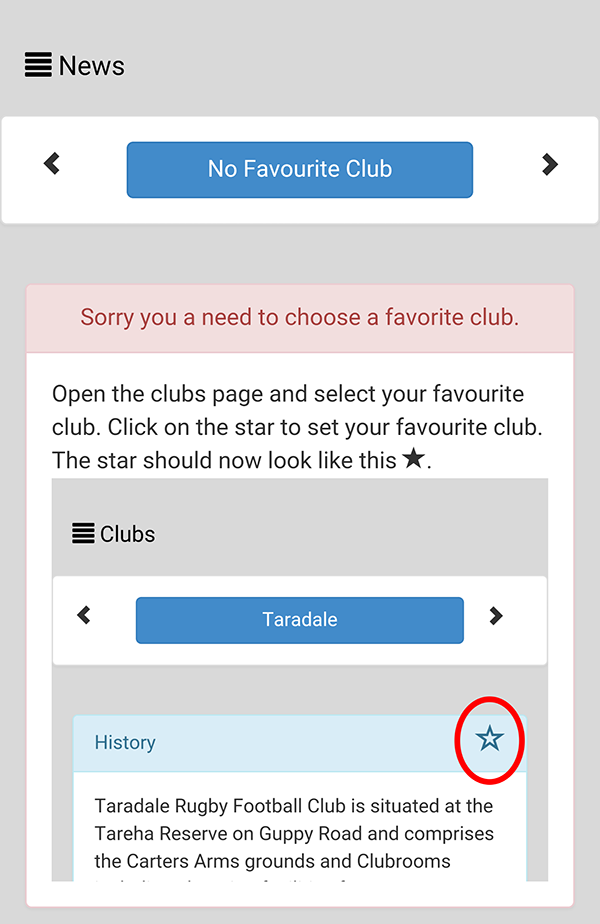 News
No Favourite Club
Sorry you a need to choose a favorite club.
Open the clubs page and select your favourite
club. Click on the star to set your favourite club.
The star should now look like this ★.
Clubs
Taradale
History
Taradale Rugby Football Club is situated at the
Tareha Reserve on Guppy Road and comprises
the Carters Arms grounds and Clubrooms